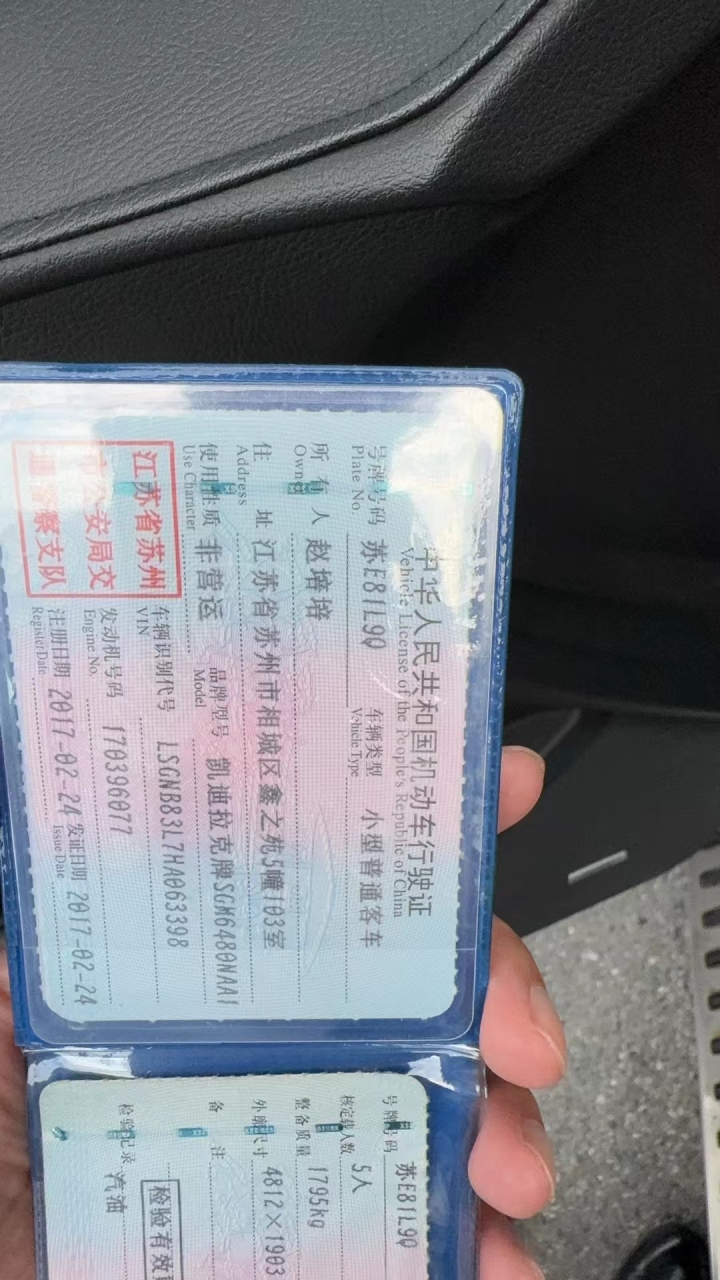 中华人民共和国机动车行驶证
Vehicle License of the People's Republic of China
号牌号码 苏E81L9Q 车辆类型 小型普通客车
Plate No. Vehicle Type
所有人 赵培培
Owner
住址 江苏省苏州市相城区鑫之苑5幢103室
Address
使用性质 非营运 品牌型号 凯迪拉克牌SGM6480NAA1
Use Character Model
江苏省苏州
市公安局交
通警察支队
车辆识别代号 LSGNB83L7HA063398
VIN
发动机号码 170396077
Engine No.
注册日期 2017-02-24 发证日期 2017-02-24
Register Date Issue Date
号牌号码 苏E81L9Q
核定载人数 5人
整备质量 1795kg
外廓尺寸 4812×1903
备注
检验记录 汽油
检验有效